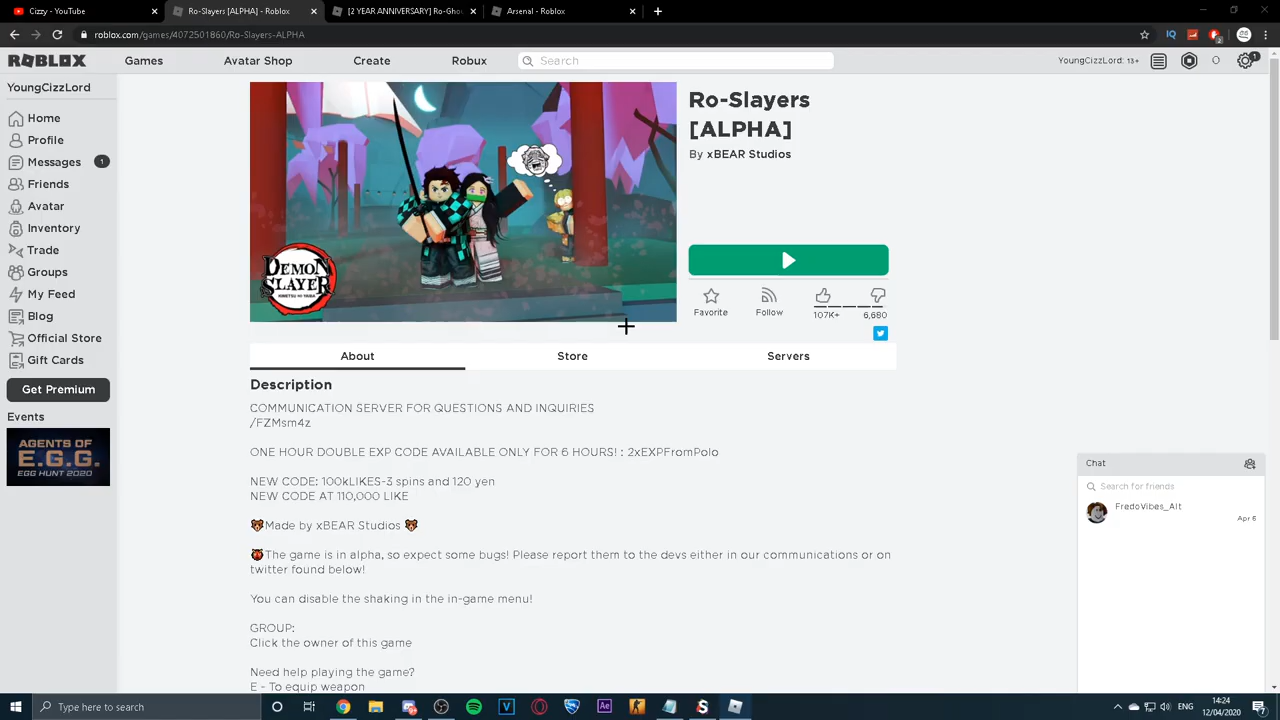 Cizzy - YouTube
Ro-Slayers [ALPHA] - Roblox
[2 YEAR ANNIVERSARY] Ro-Ghou
Arsenal - Roblox
roblox.com/games/4072501860/Ro-Slayers-ALPHA
IQ
2
ROBLOX
Games
Avatar Shop
Create
Robux
Search
YoungCizzLord: 13+
1
YoungCizzLord
Home
Profile
Messages
1
Friends
Avatar
Inventory
Trade
Groups
My Feed
Blog
Official Store
Gift Cards
Get Premium
Events
AGENTS OF
E.G.G.
EGG HUNT 2020
DEMON
SLAYER
KIMETSU NO YAIBA
Ro-Slayers
[ALPHA]
By xBEAR Studios
Favorite
Follow
107K+
6,680
About
Store
Servers
Description
COMMUNICATION SERVER FOR QUESTIONS AND INQUIRIES
/FZMsm4z
ONE HOUR DOUBLE EXP CODE AVAILABLE ONLY FOR 6 HOURS! : 2xEXPFromPolo
NEW CODE: 100kLIKES-3 spins and 120 yen
NEW CODE AT 110,000 LIKE
🐻Made by xBEAR Studios 🐻
🐞The game is in alpha, so expect some bugs! Please report them to the devs either in our communications or on
twitter found below!
You can disable the shaking in the in-game menu!
GROUP:
Click the owner of this game
Need help playing the game?
E - To equip weapon
Chat
Search for friends
FredoVibes_Alt
Apr 6
Type here to search
V
Ae
S
ENG
14:24
12/04/2020
7